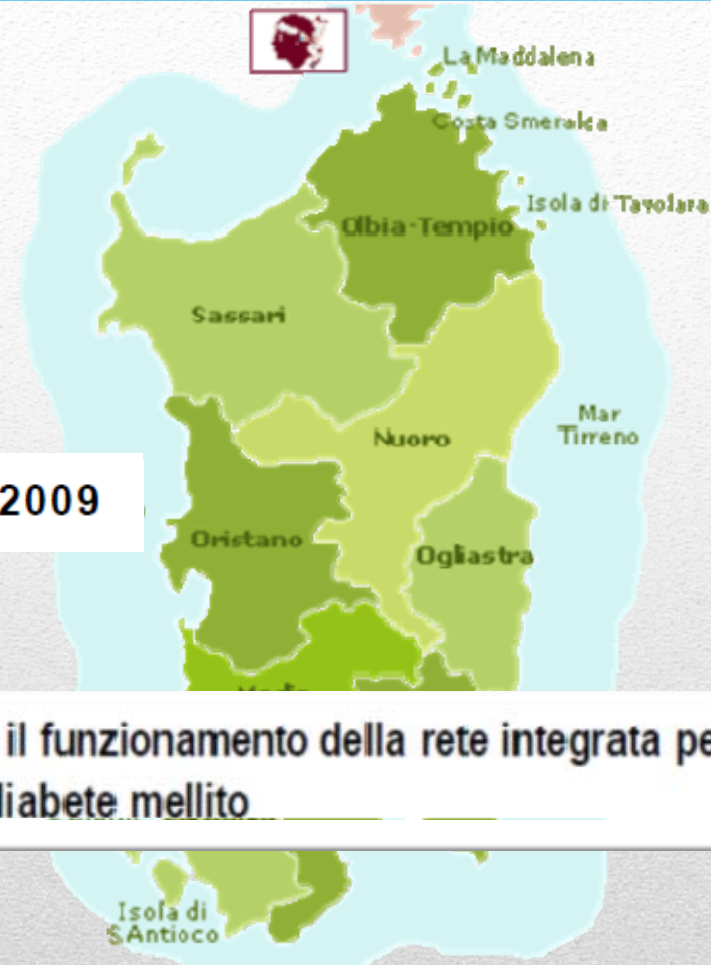 La Maddalena
Costa Smeralda
Isola di Tavolara
Olbia-Tempio
Sassari
Mar
Tirreno
Nuoro
2009
Oristano
Ogliastra
il funzionamento della rete integrata pe
diabete mellito
Isola di
S.Antioco